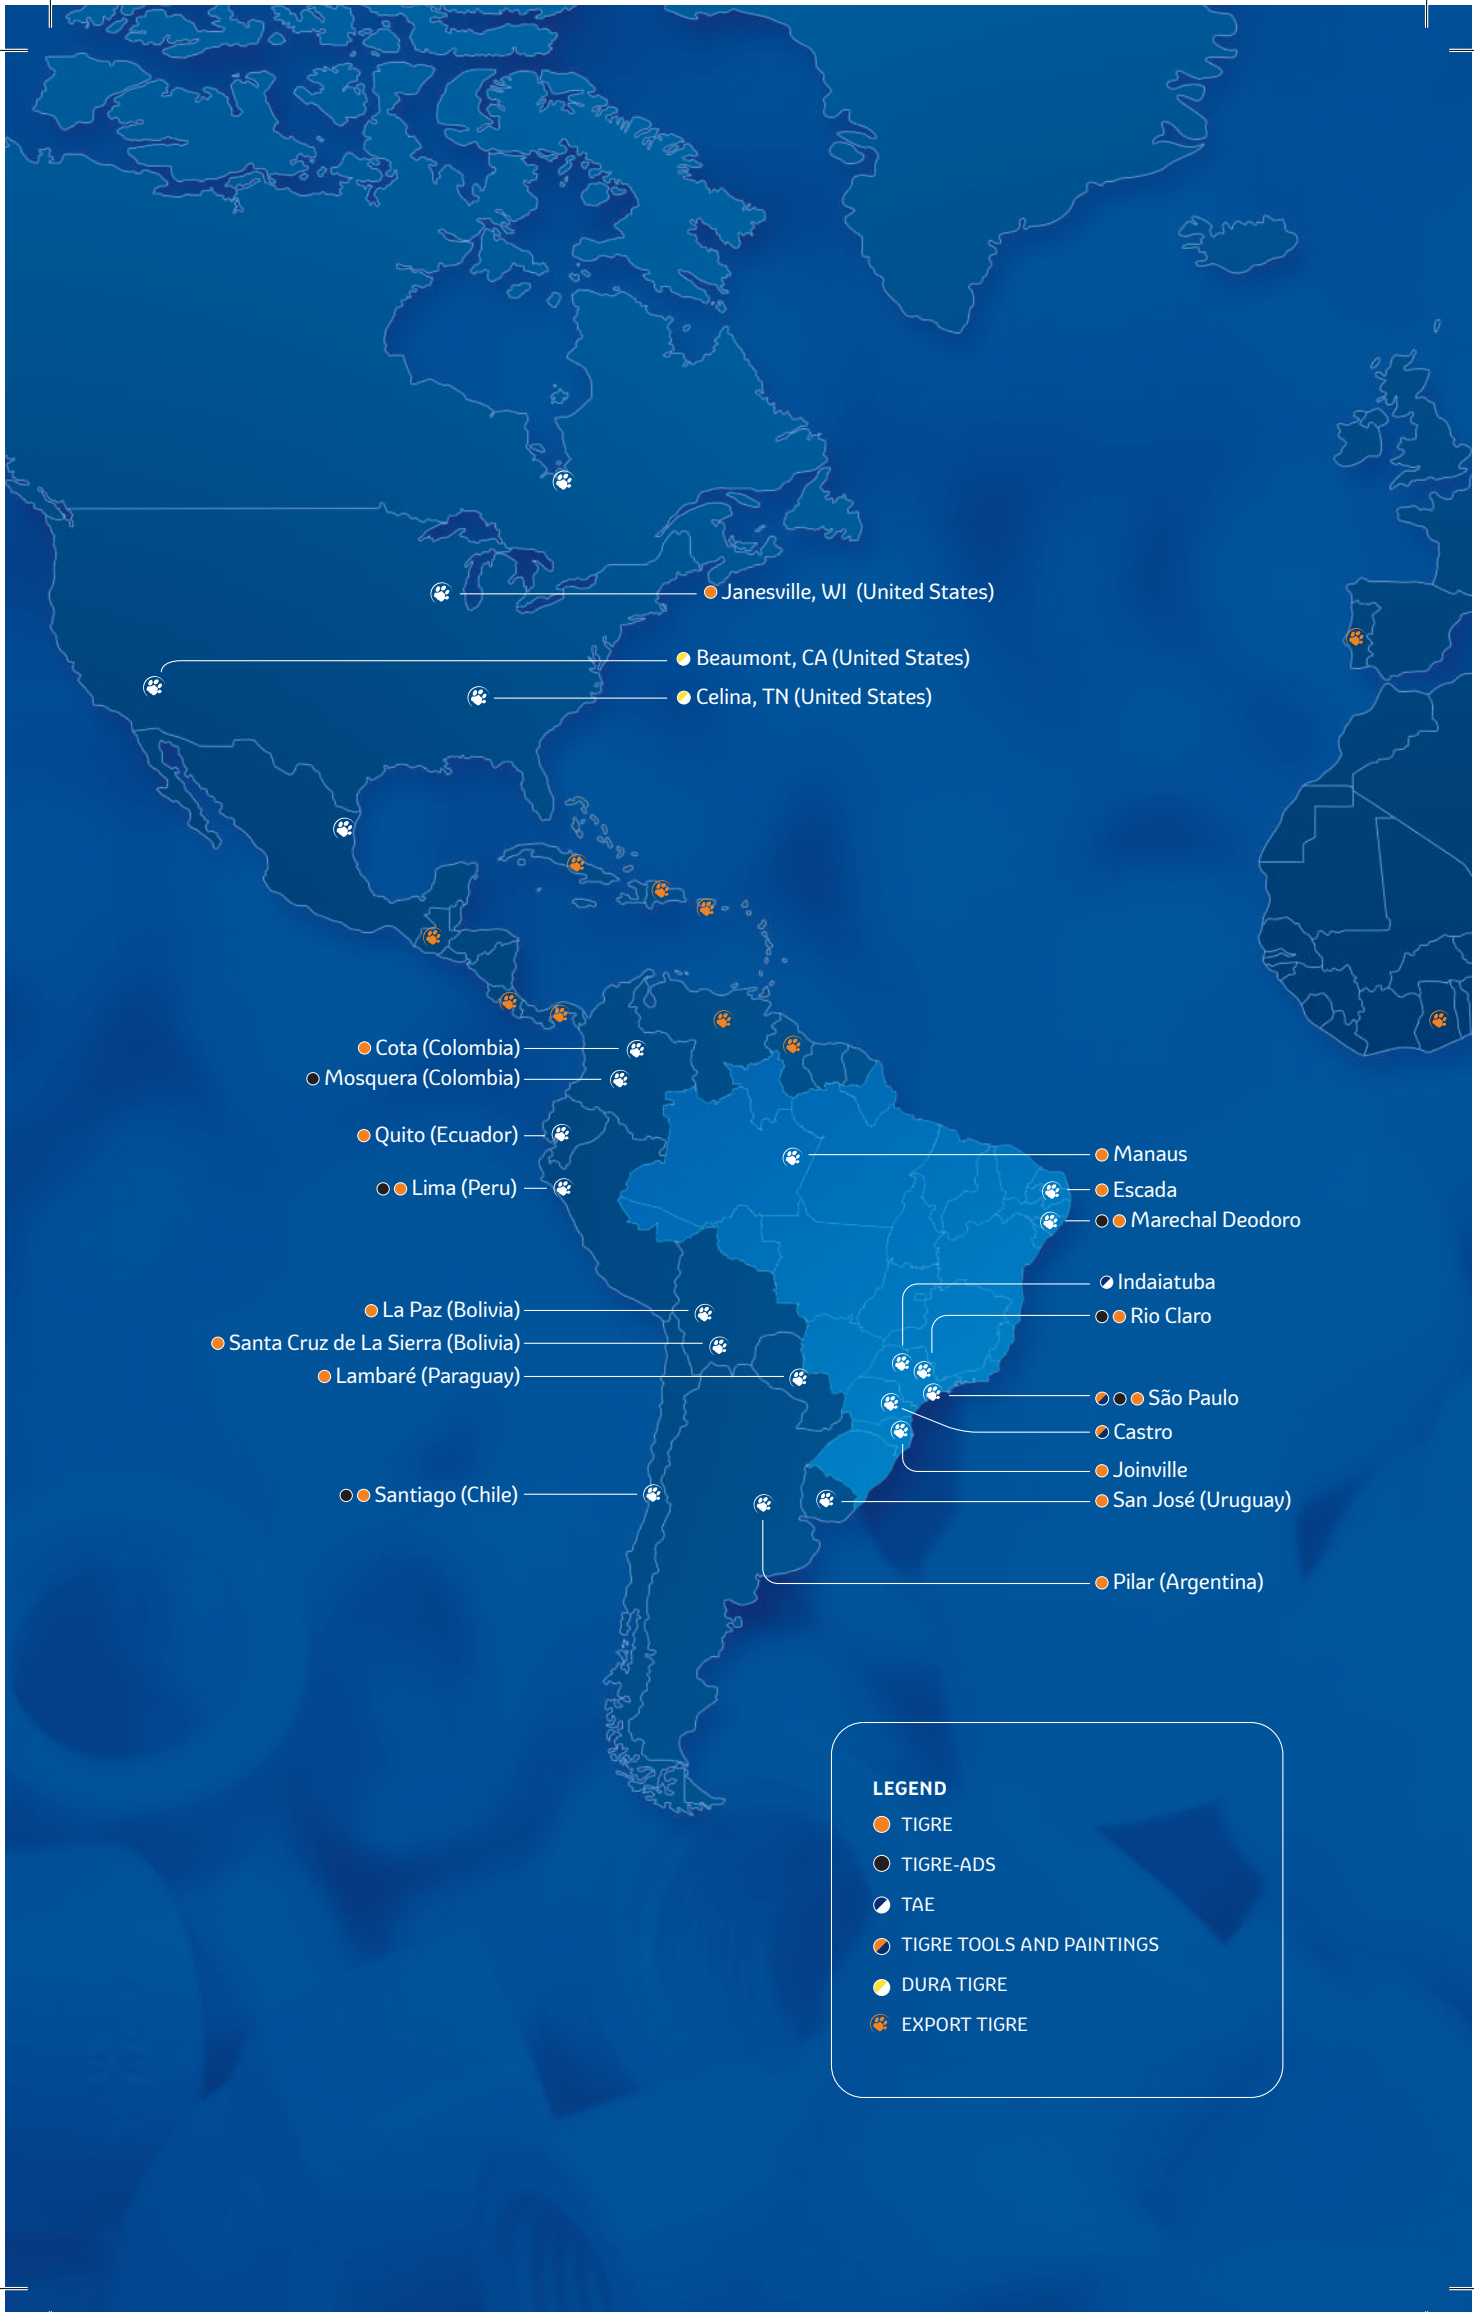 Janesville, WI (United States)
Beaumont, CA (United States)
Celina, TN (United States)
Cota (Colombia)
Mosquera (Colombia)
Quito (Ecuador)
Lima (Peru)
La Paz (Bolivia)
Santa Cruz de La Sierra (Bolivia)
Lambaré (Paraguay)
Santiago (Chile)
Manaus
Escada
Marechal Deodoro
Indaiatuba
Rio Claro
São Paulo
Castro
Joinville
San José (Uruguay)
Pilar (Argentina)
LEGEND
TIGRE
TIGRE-ADS
TAE
TIGRE TOOLS AND PAINTINGS
DURA TIGRE
EXPORT TIGRE